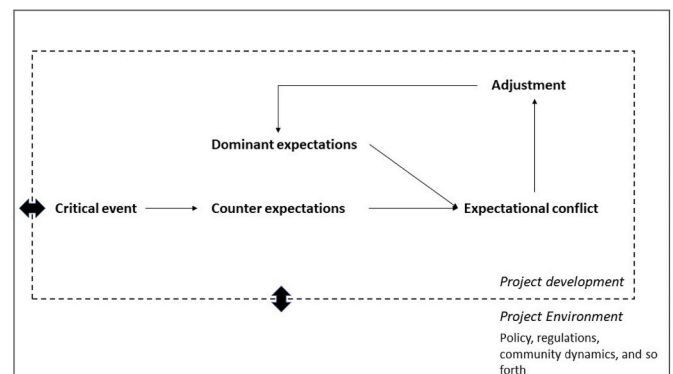 Adjustment
Dominant expectations
Critical event
Counter expectations
Expectational conflict
Project development
Project Environment
Policy, regulations,
community dynamics, and so
forth